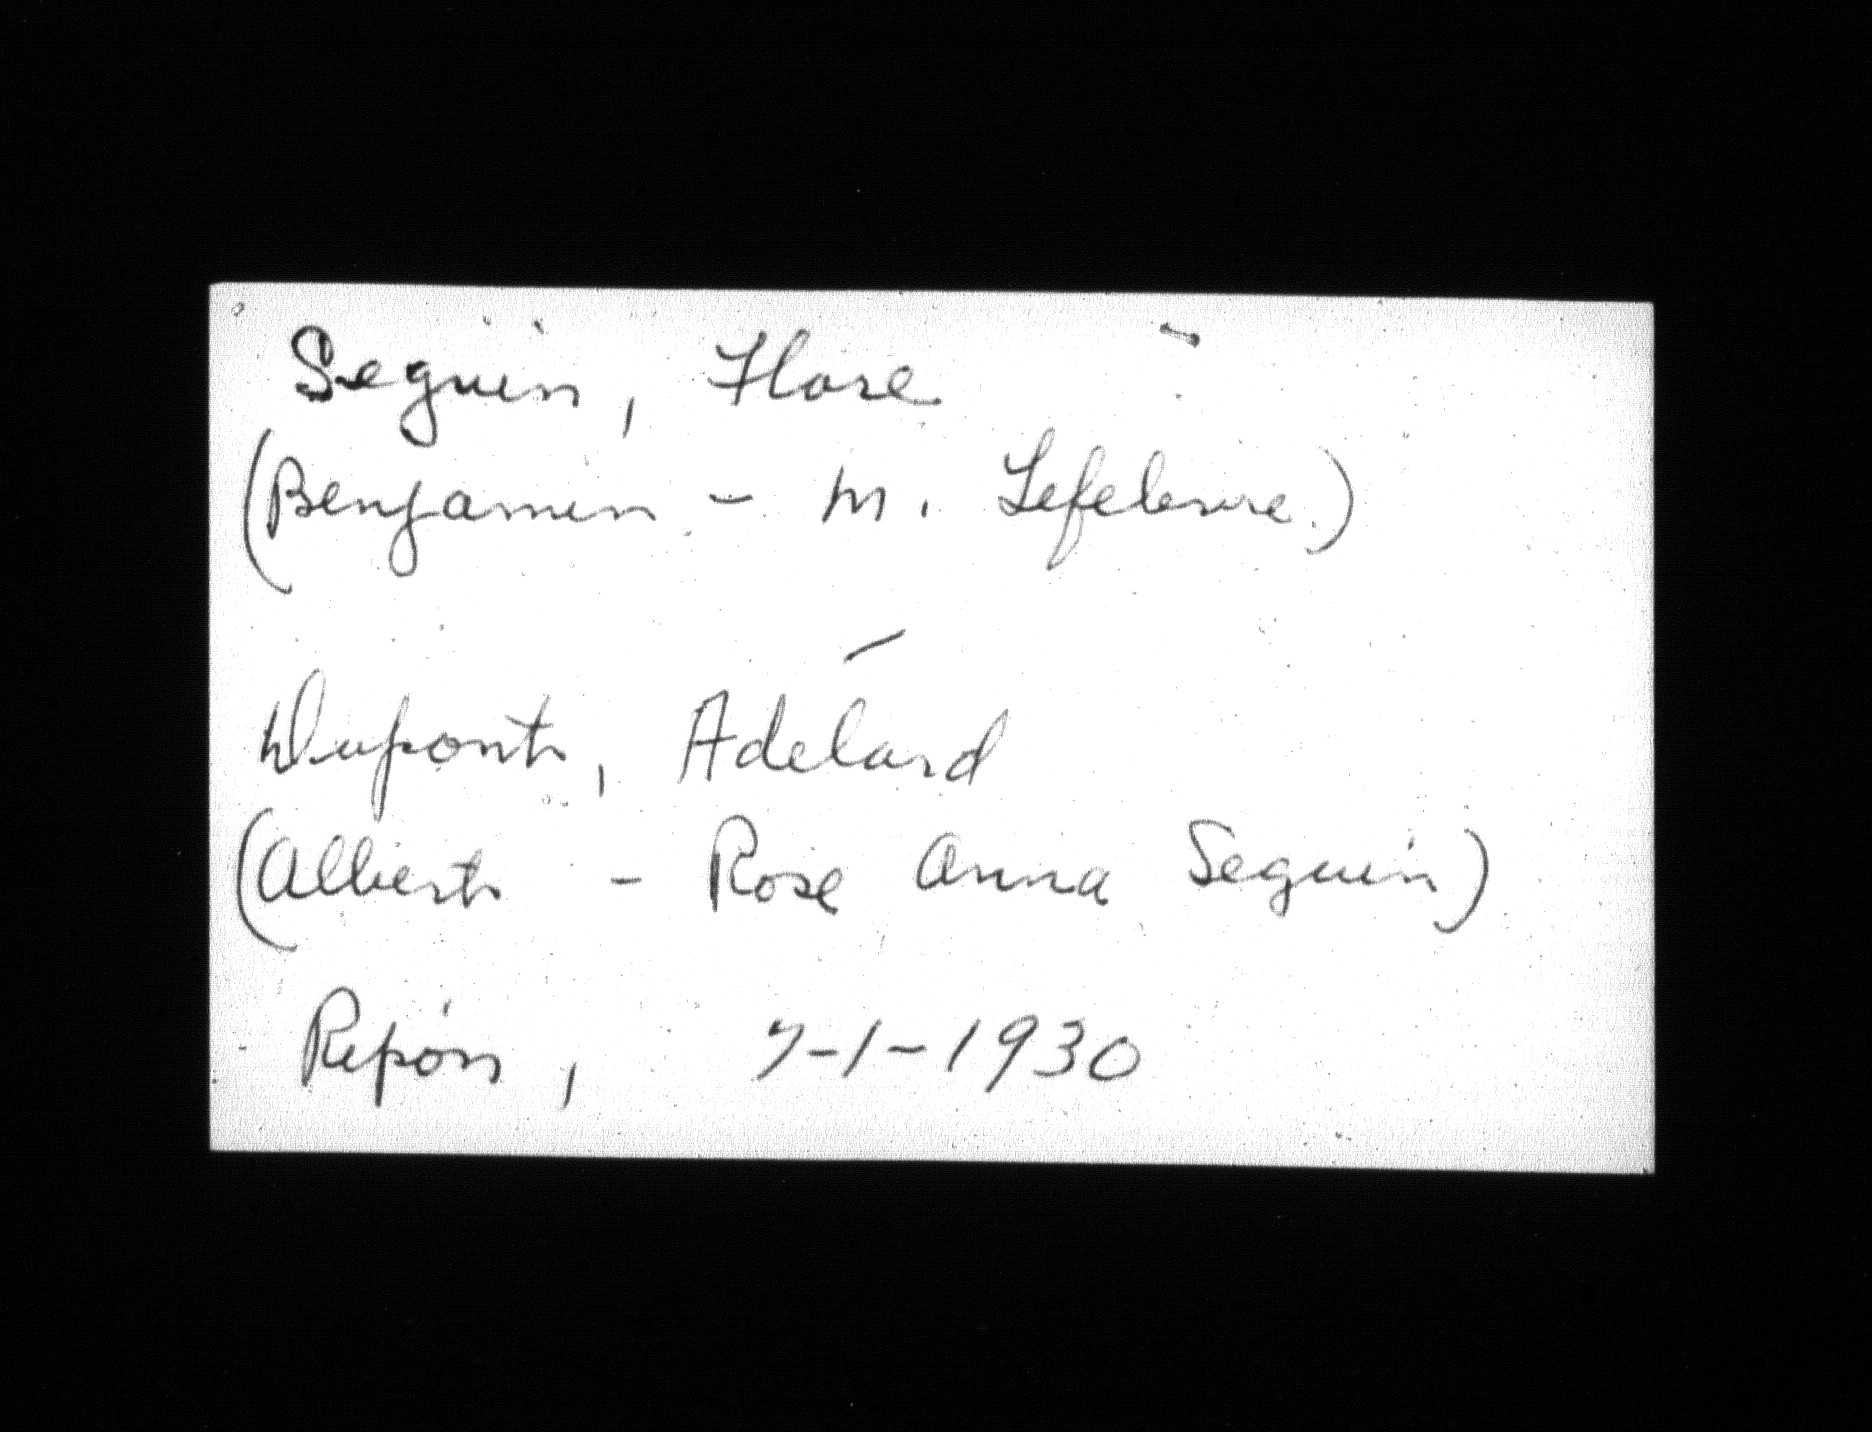 Seguin, Flore
(Benjamin - M. Lefebvre.)
Dupont, Adélard
(Albert - Rose Anna Seguin)
Ripon, 7-1-1930